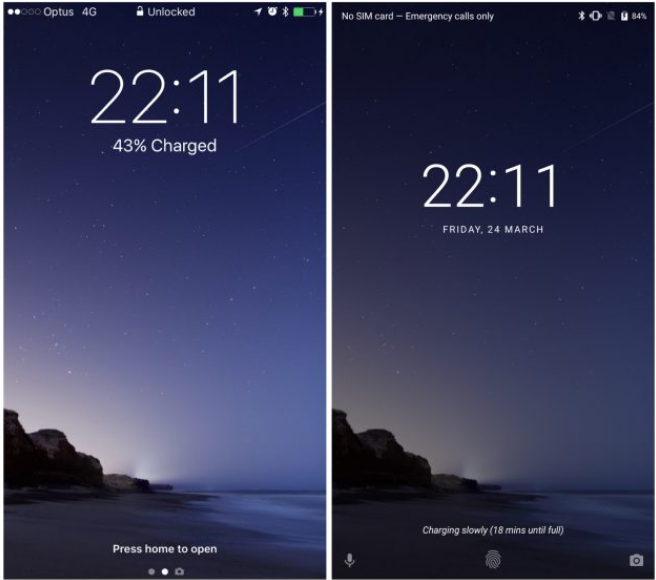 Optus 4G Unlocked
22:11
43% Charged
Press home to open
No SIM card — Emergency calls only 84%
22:11
FRIDAY, 24 MARCH
Charging slowly (18 mins until full)